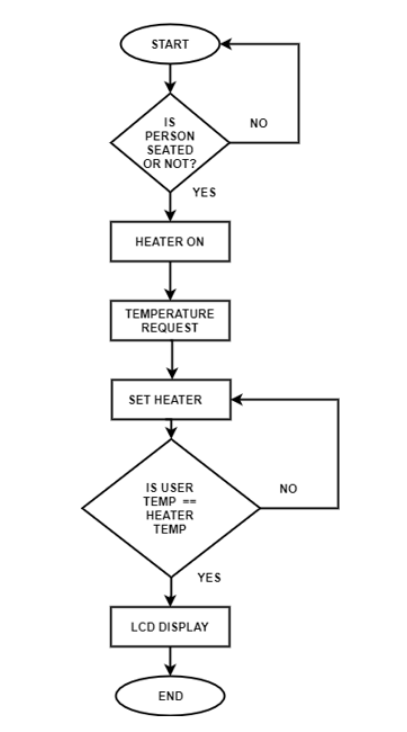 START
IS
PERSON
SEATED
OR NOT?
NO
YES
HEATER ON
TEMPERATURE
REQUEST
SET HEATER
IS USER
TEMP ==
HEATER
TEMP
NO
YES
LCD DISPLAY
END